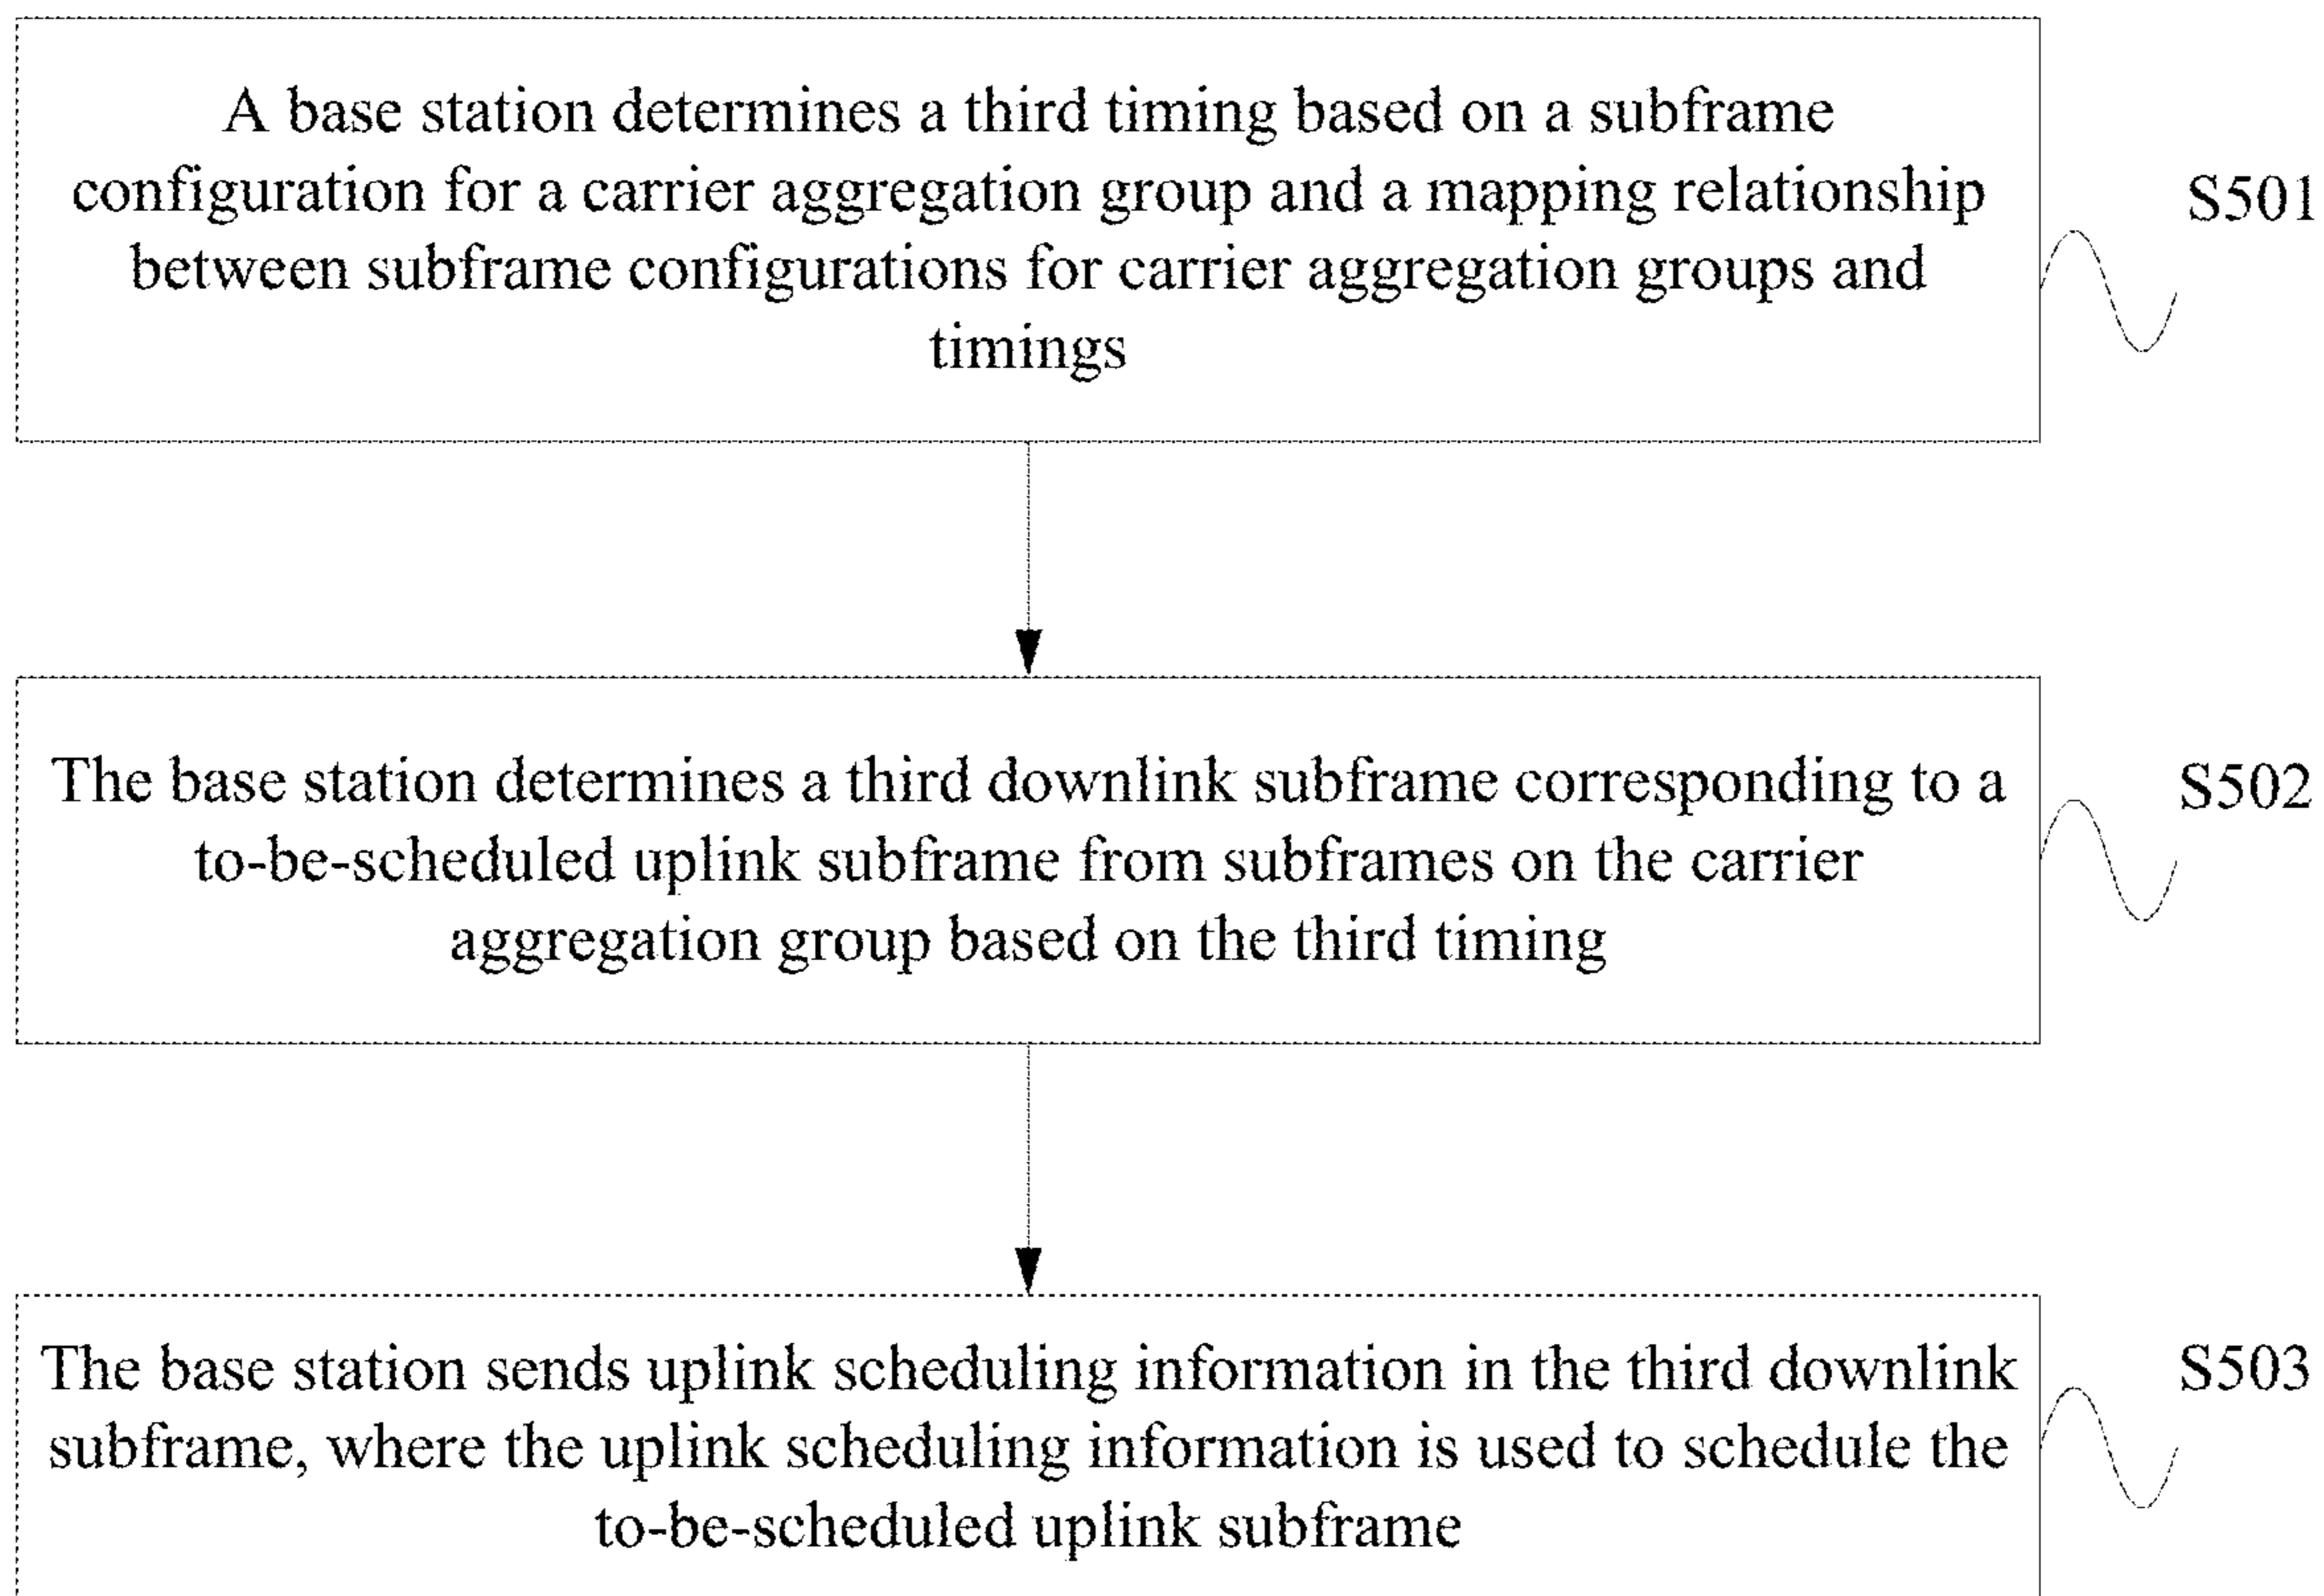 A base station determines a third timing based on a subframe
configuration for a carrier aggregation group and a mapping relationship
between subframe configurations for carrier aggregation groups and
timings
S501
The base station determines a third downlink subframe corresponding to a
to-be-scheduled uplink subframe from subframes on the carrier
aggregation group based on the third timing
S502
The base station sends uplink scheduling information in the third downlink
subframe, where the uplink scheduling information is used to schedule the
to-be-scheduled uplink subframe
S503